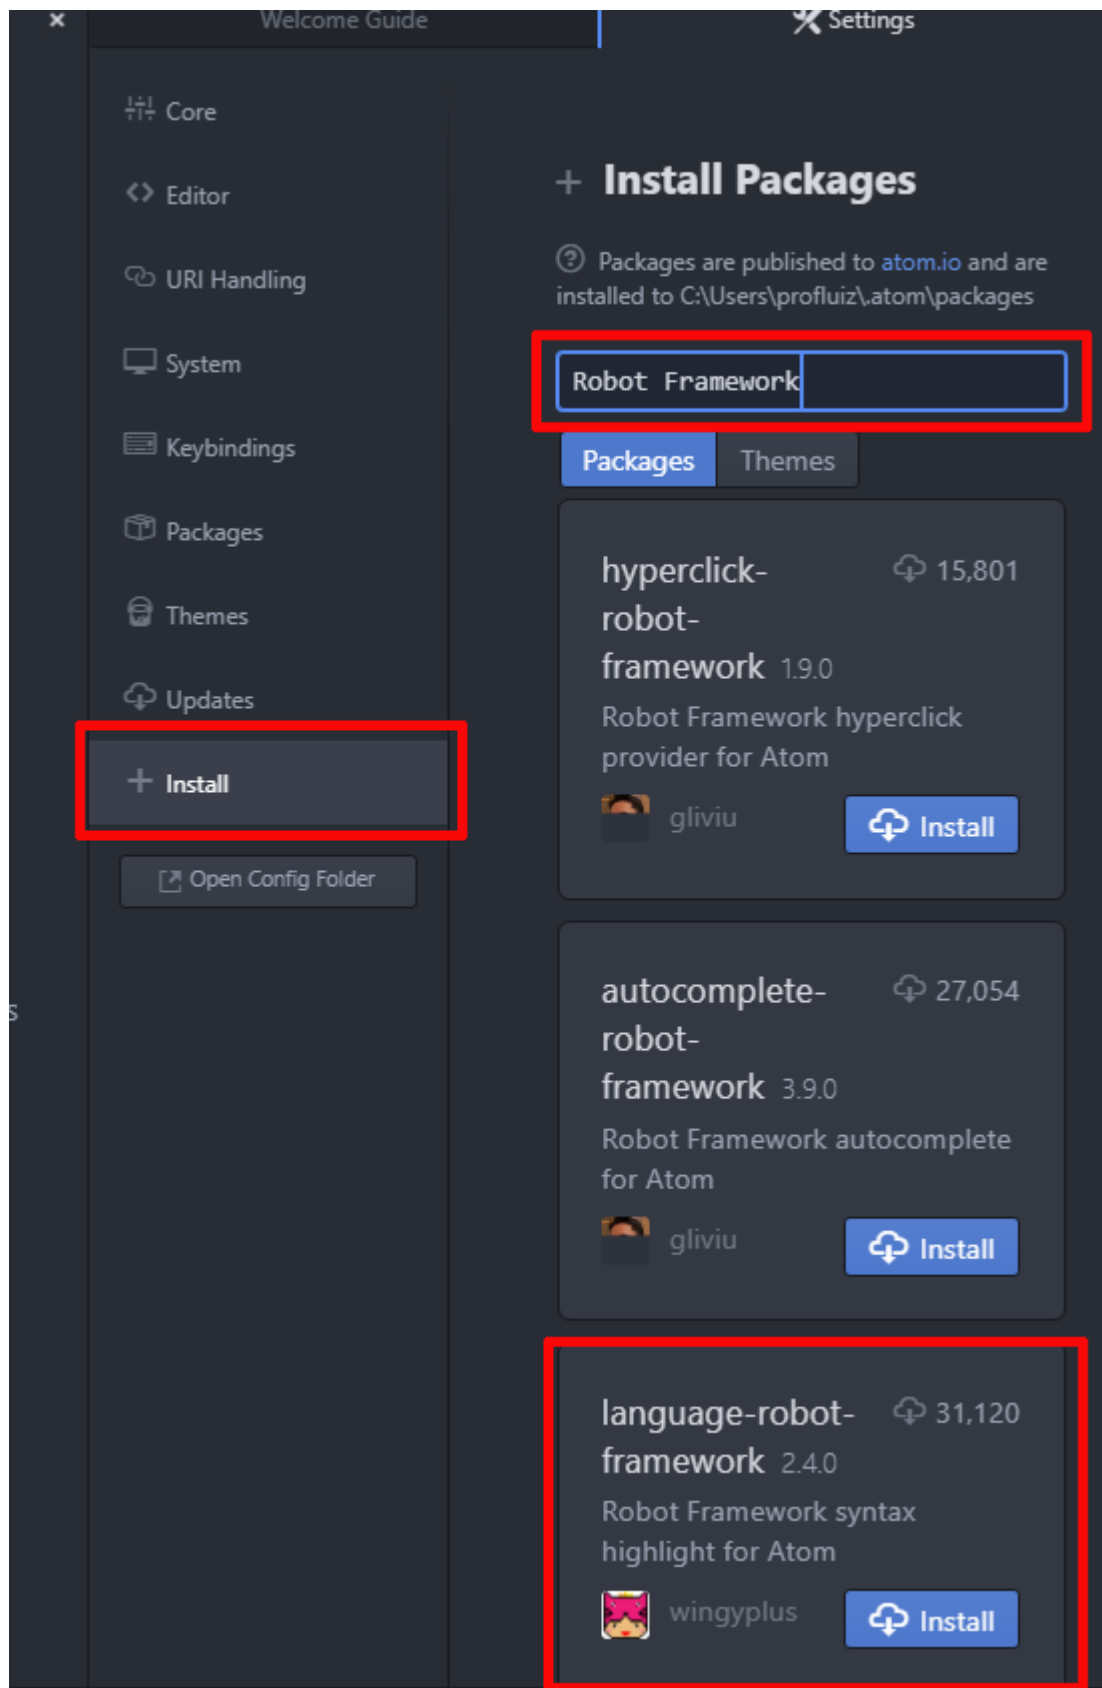 Welcome Guide
Settings
Core
Editor
URI Handling
System
Keybindings
Packages
Themes
Updates
Install
Open Config Folder
s
Install Packages
Packages are published to atom.io and are
installed to C:\Users\profluiz\.atom\packages
Robot Framework
Packages
Themes
hyperclick-
robot-
framework 1.9.0
15,801
Robot Framework hyperclick
provider for Atom
gliviu
Install
autocomplete-
robot-
framework 3.9.0
27,054
Robot Framework autocomplete
for Atom
gliviu
Install
language-robot-
framework 2.4.0
31,120
Robot Framework syntax
highlight for Atom
wingyplus
Install